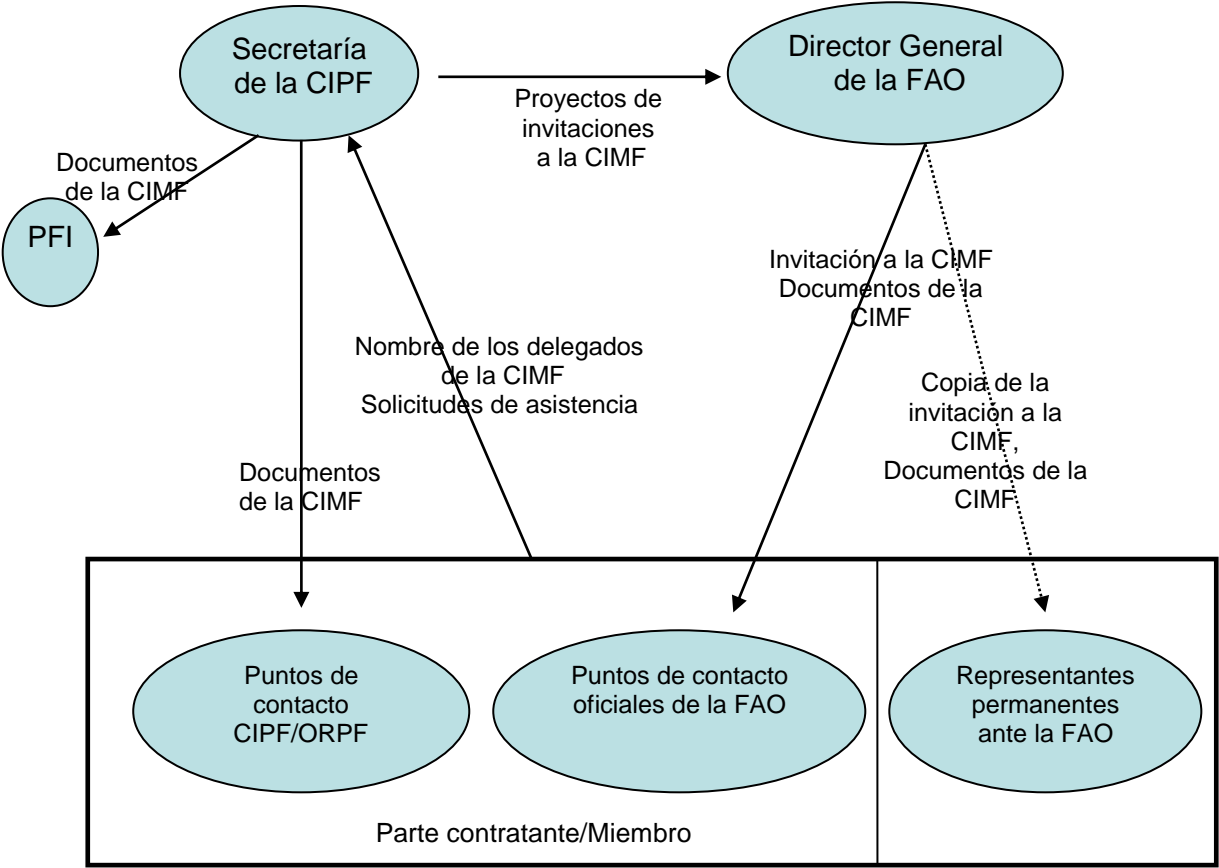 Secretaría
de la CIPF
Director General
de la FAO
Proyectos de
invitaciones
a la CIMF
Documentos
de la CIMF
PFI
Invitación a la CIMF
Documentos de la
CIMF
Nombre de los delegados
de la CIMF
Solicitudes de asistencia
Copia de la
invitación a la
CIMF,
Documentos de la
CIMF
Documentos
de la CIMF
Puntos de
contacto
CIPF/ORPF
Puntos de contacto
oficiales de la FAO
Representantes
permanentes
ante la FAO
Parte contratante/Miembro